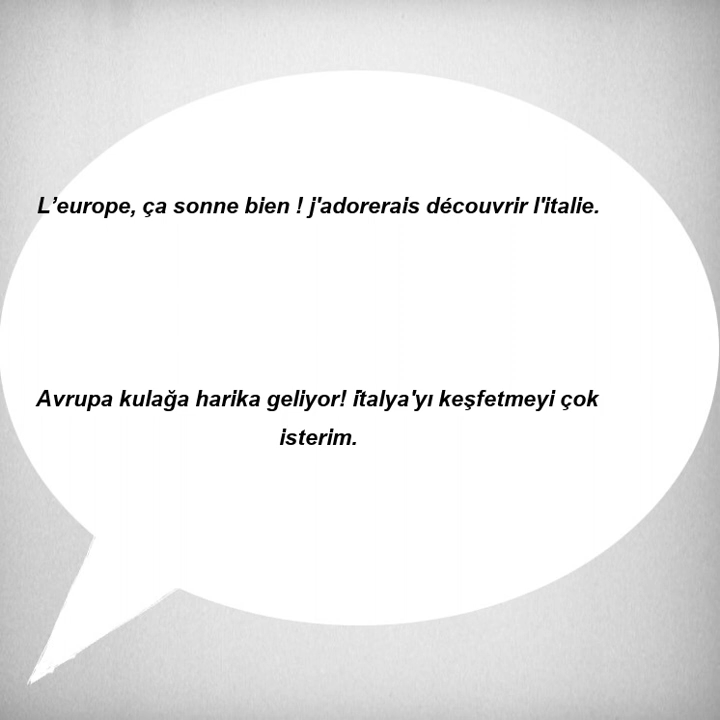 L’europe, ça sonne bien ! j'adorerais découvrir l'italie.
Avrupa kulağa harika geliyor! i̇talya'yı keşfetmeyi çok
isterim.